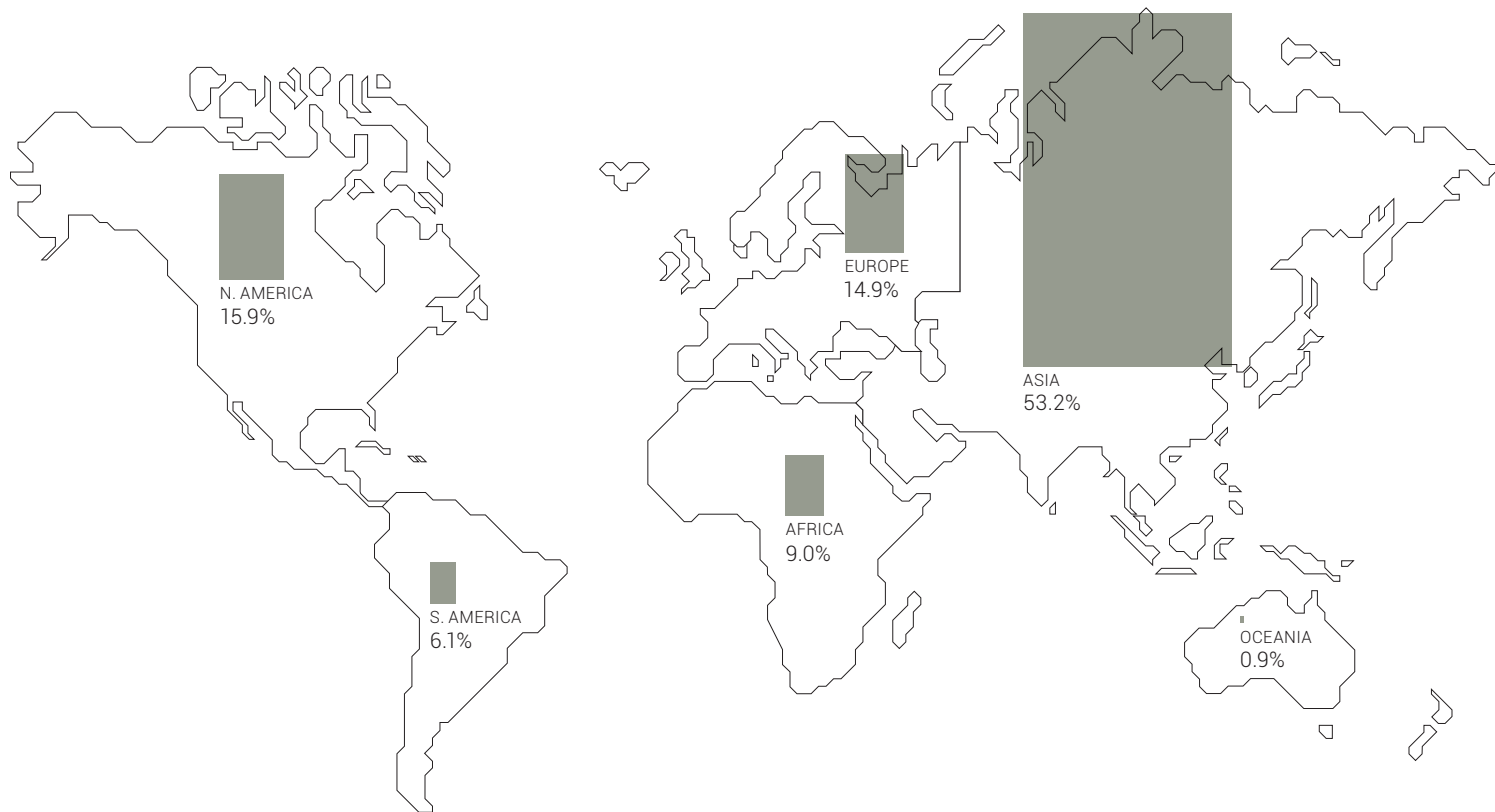 N. AMERICA
15.9%
EUROPE
14.9%
ASIA
53.2%
AFRICA
9.0%
S. AMERICA
6.1%
OCEANIA
0.9%